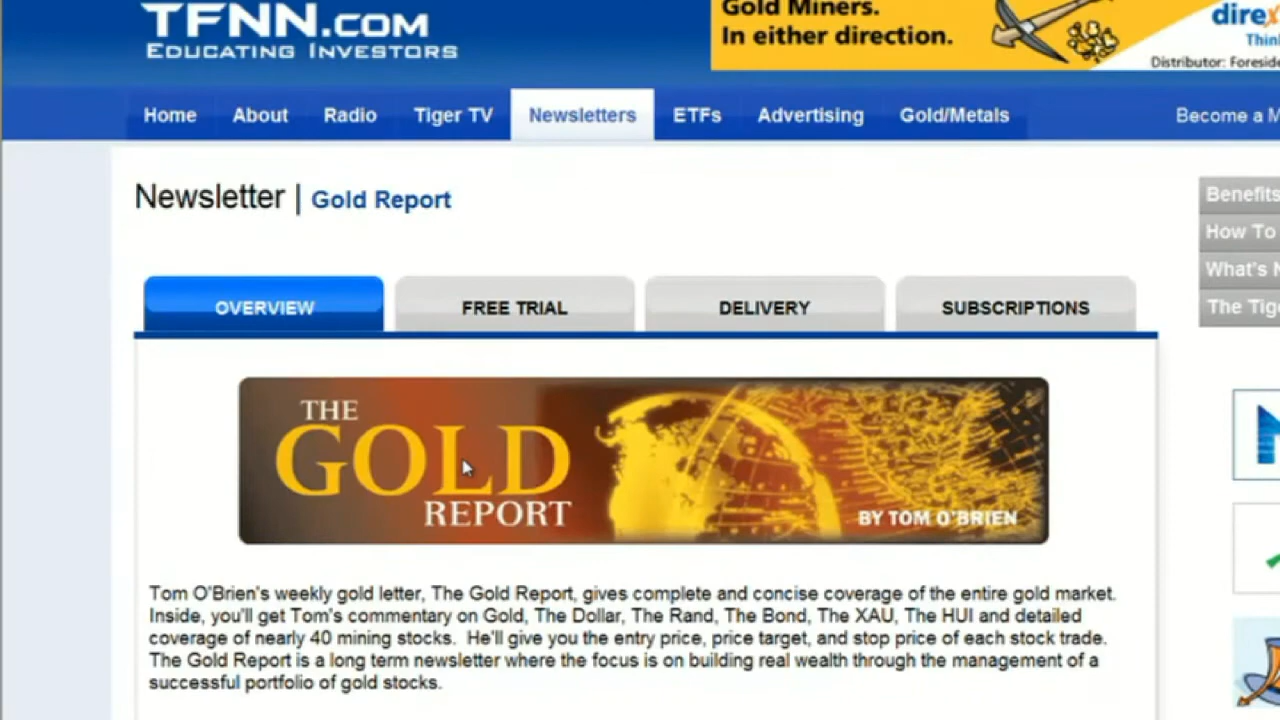 TFNN.COM
EDUCATING INVESTORS
Gold Miners.
In either direction.
Distributor:
Home About Radio Tiger TV Newsletters ETFs Advertising Gold/Metals Become a
Newsletter | Gold Report
Benefits
How To
What's
The
OVERVIEW FREE TRIAL DELIVERY SUBSCRIPTIONS
THE
GOLD
REPORT
BY TOM O'BRIEN
Tom O'Brien's weekly gold letter, The Gold Report, gives complete and concise coverage of the entire gold market.
Inside, you'll get Tom's commentary on Gold, The Dollar, The Rand, The Bond, The XAU, The HUI and detailed
coverage of nearly 40 mining stocks. He'll give you the entry price, price target, and stop price of each stock trade.
The Gold Report is a long term newsletter where the focus is on building real wealth through the management of a
successful portfolio of gold stocks.